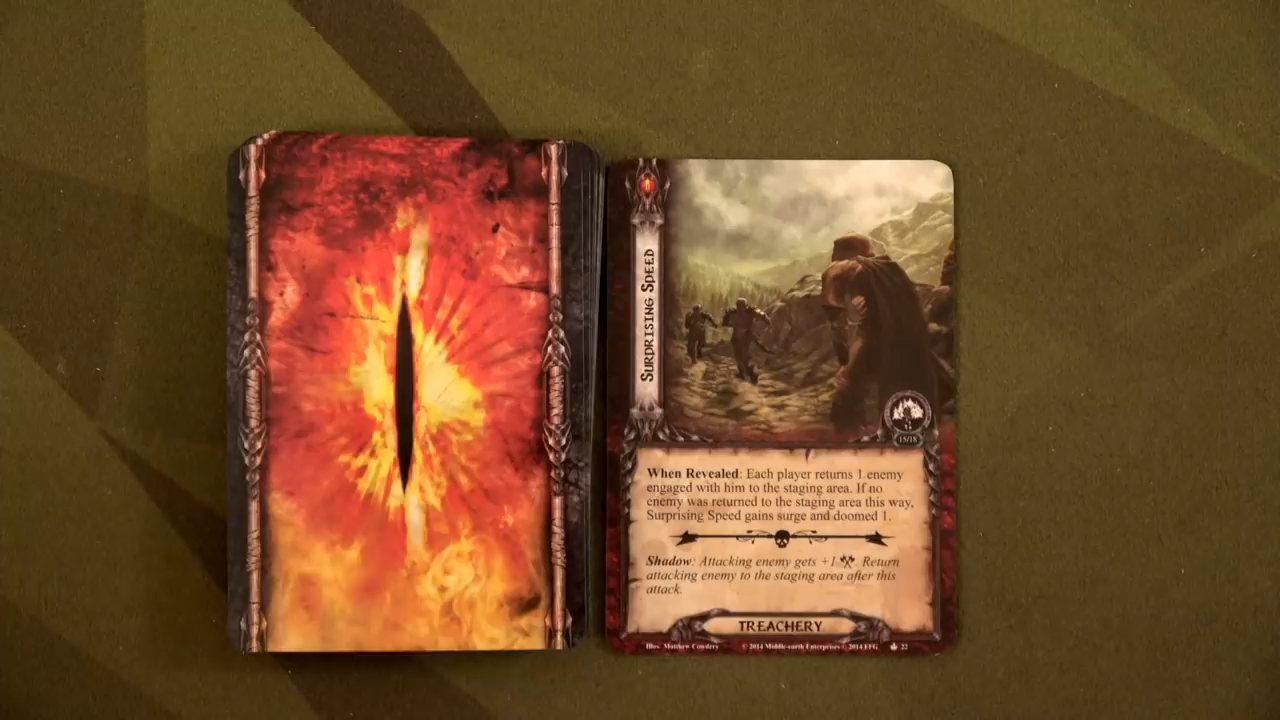 SURPRISING SPEED
15/18
When Revealed: Each player returns 1 enemy
engaged with him to the staging area. If no
enemy was returned to the staging area this way,
Surprising Speed gains surge and doomed 1.
Shadow: Attacking enemy gets +1 . Return
attacking enemy to the staging area after this
attack.
TREACHERY
Illus. Matthew Cowdery © 2014 Middle-earth Enterprises © 2014 FFG 22